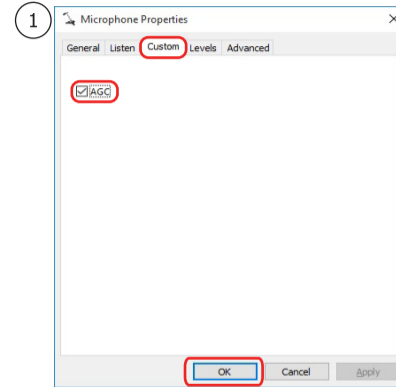 1
Microphone Properties
General Listen Custom Levels Advanced
AGC
OK Cancel Apply